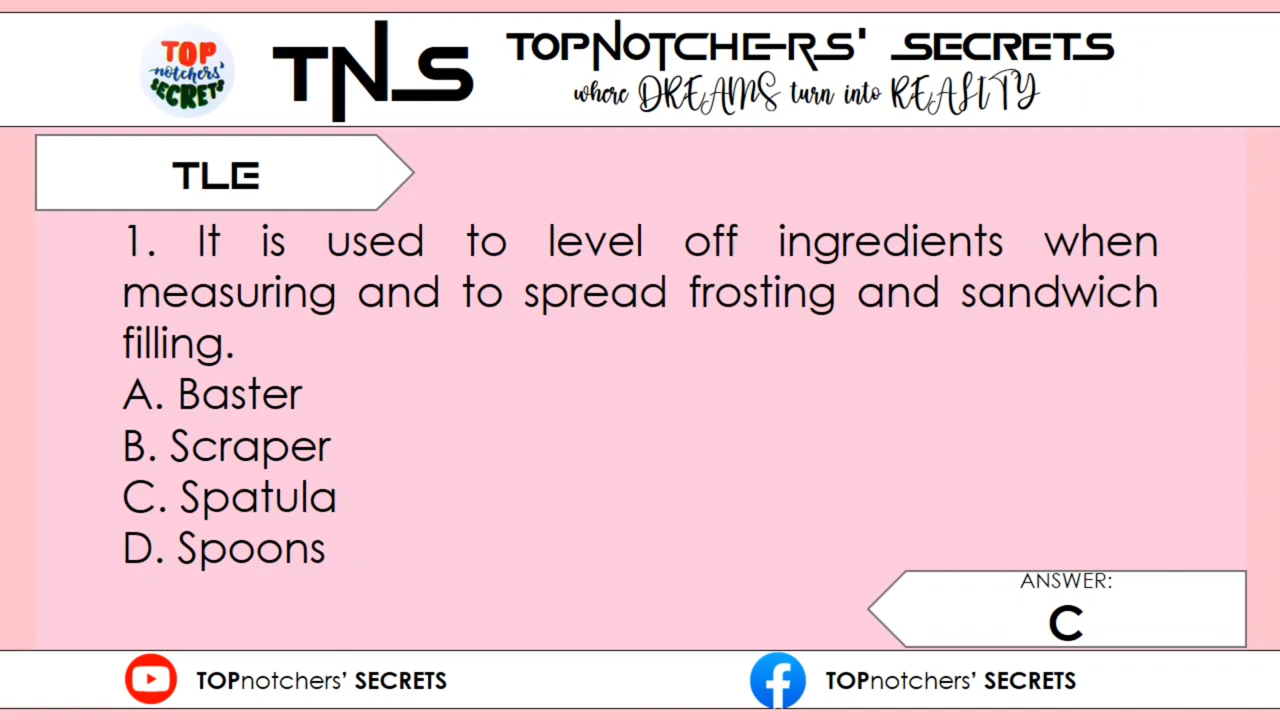 TOP
notchers'
SECRETS
TNS
TOPNOTCHERS' SECRETS
where DREAMS turn into REALITY
TLE
1. It is used to level off ingredients when
measuring and to spread frosting and sandwich
filling.
A. Baster
B. Scraper
C. Spatula
D. Spoons
ANSWER:
C
TOPnotchers' SECRETS
TOPnotchers' SECRETS